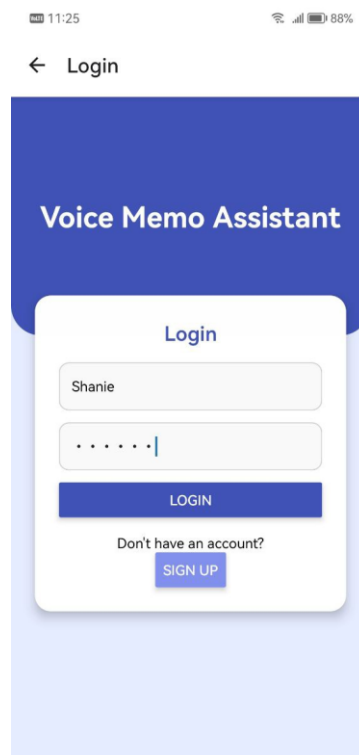 11:25
88%
← Login
Voice Memo Assistant
Login
Shanie
••••••
LOGIN
Don't have an account?
SIGN UP